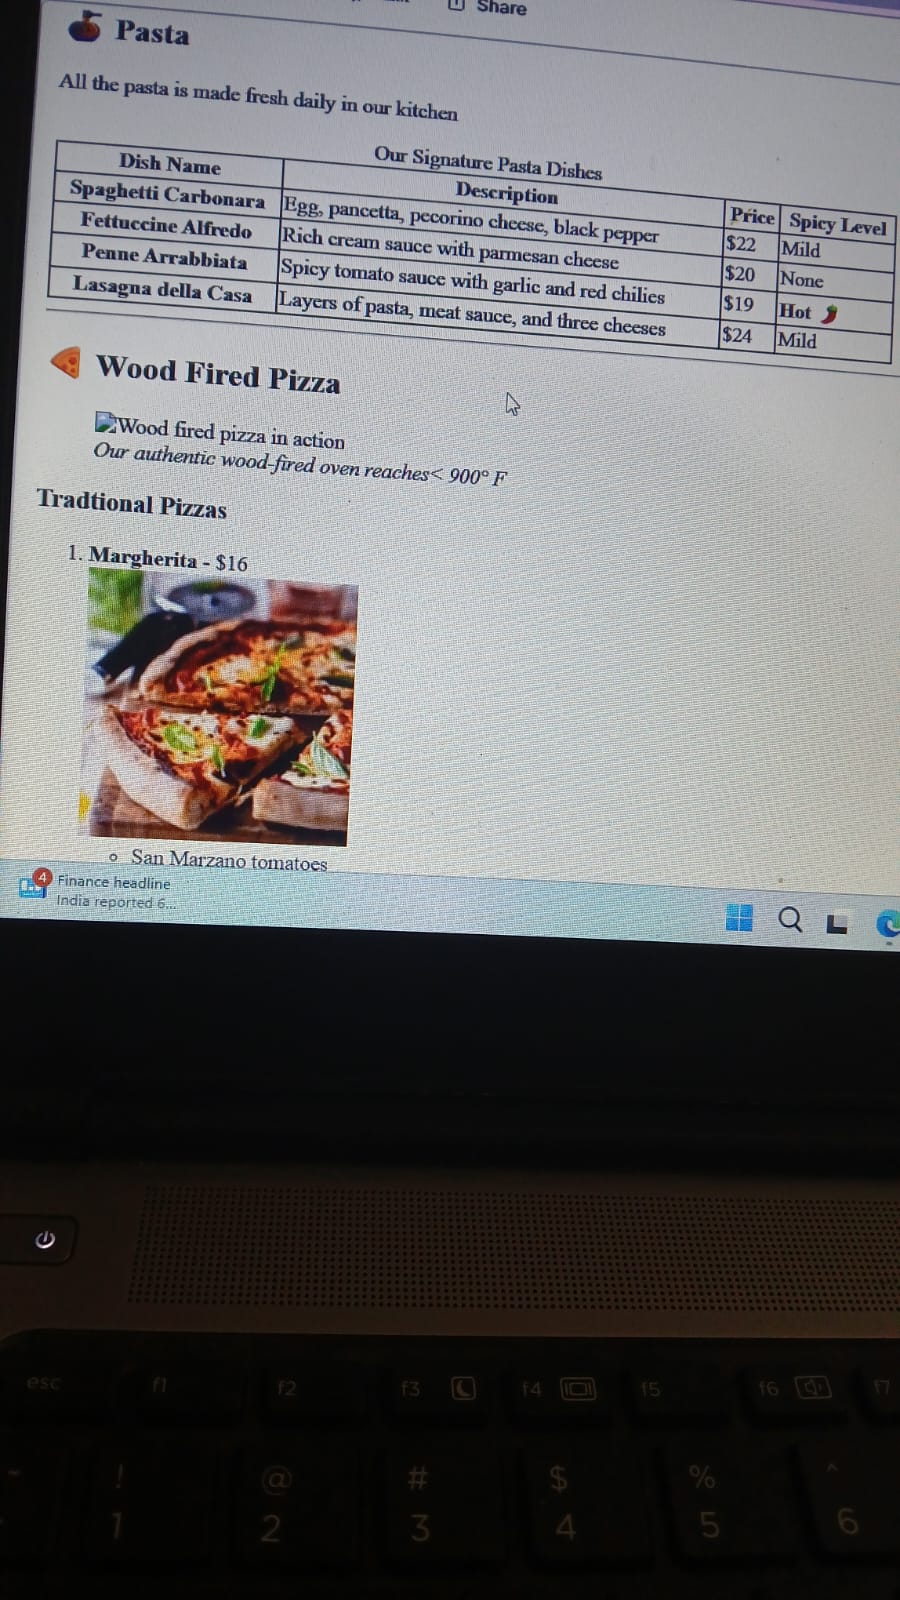 Share
Pasta
All the pasta is made fresh daily in our kitchen
Our Signature Pasta Dishes
Dish Name Description Price Spicy Level
Spaghetti Carbonara Egg, pancetta, pecorino cheese, black pepper $22 Mild
Fettuccine Alfredo Rich cream sauce with parmesan cheese $20 None
Penne Arrabbiata Spicy tomato sauce with garlic and red chilies $19 Hot
Lasagna della Casa Layers of pasta, meat sauce, and three cheeses $24 Mild
Wood Fired Pizza
Wood fired pizza in action
Our authentic wood-fired oven reaches< 900° F
Tradtional Pizzas
1. Margherita - $16
San Marzano tomatoes
4
Finance headline
India reported 6...
esc f1 f2 f3 f4 f5 f6 f7
! @ # $ % ^
1 2 3 4 5 6